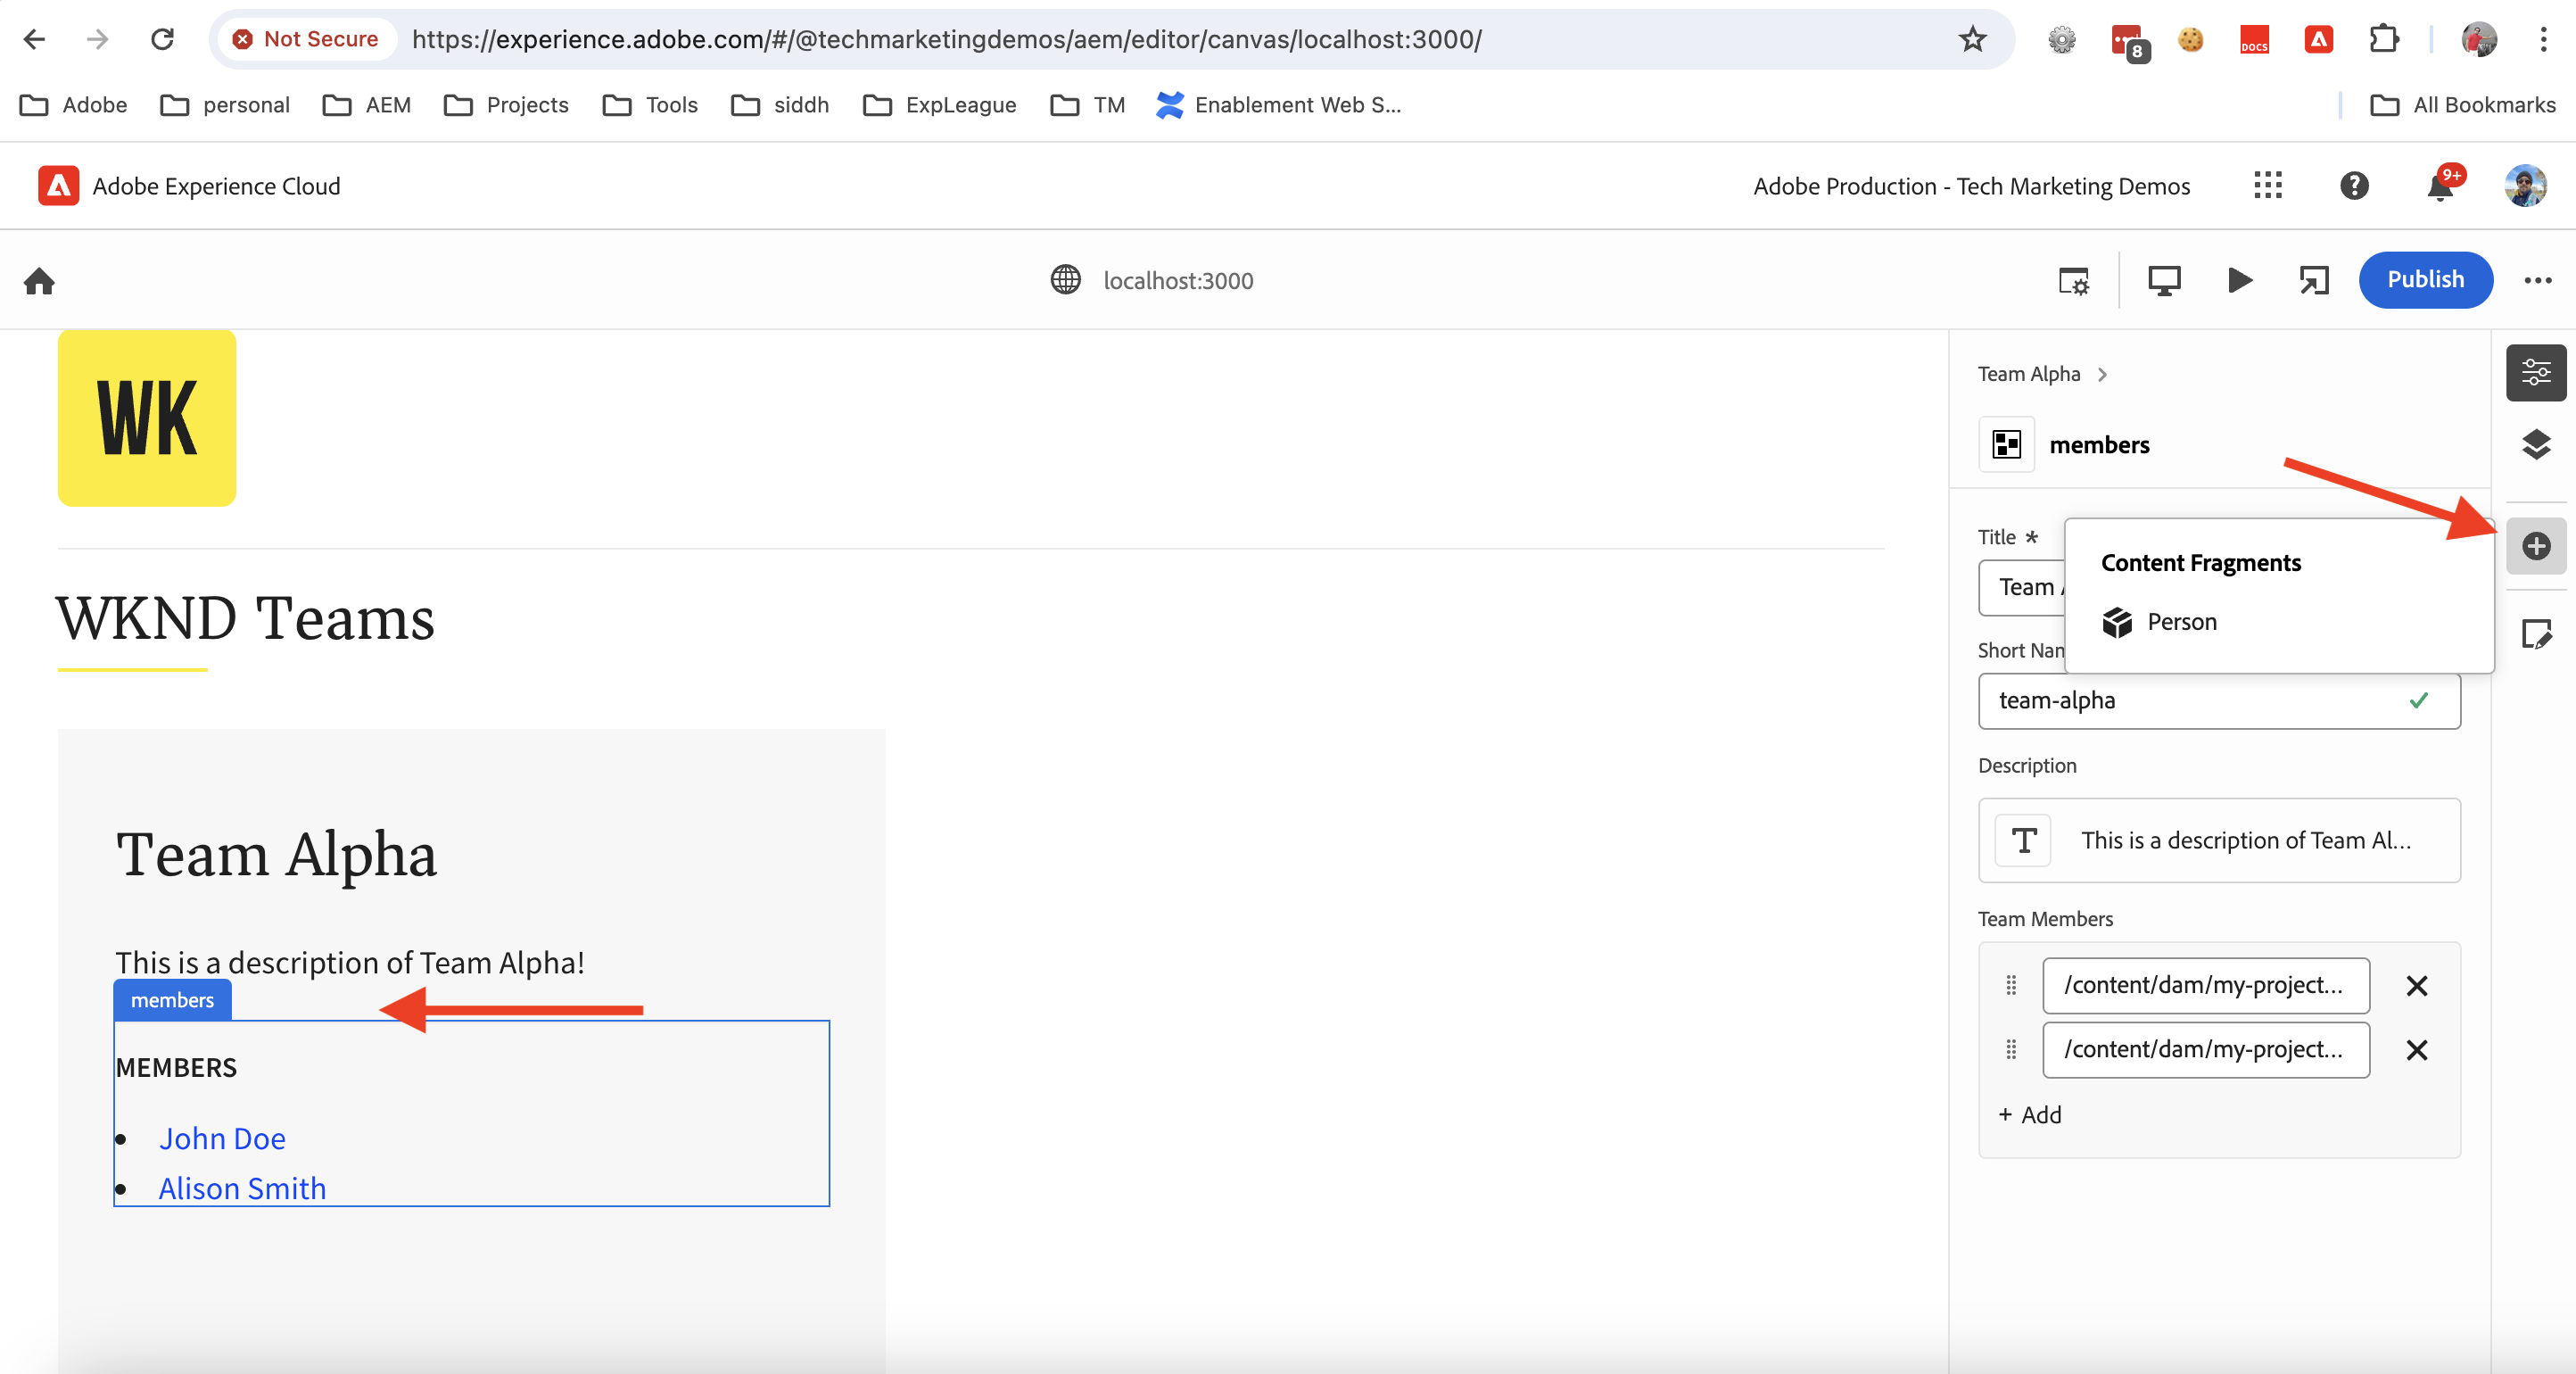 Not Secure https://experience.adobe.com/#/@techmarketingdemos/aem/editor/canvas/localhost:3000/
8
DOCS
Adobe personal AEM Projects Tools siddh ExpLeague TM Enablement Web S... All Bookmarks
Adobe Experience Cloud Adobe Production - Tech Marketing Demos 9+
localhost:3000 Publish
WK
WKND Teams
Team Alpha
This is a description of Team Alpha!
members
MEMBERS
• John Doe
• Alison Smith
Team Alpha >
members
Title *
Team
Content Fragments
Person
Short Nam
team-alpha
Description
T This is a description of Team Al...
Team Members
/content/dam/my-project...
/content/dam/my-project...
+ Add